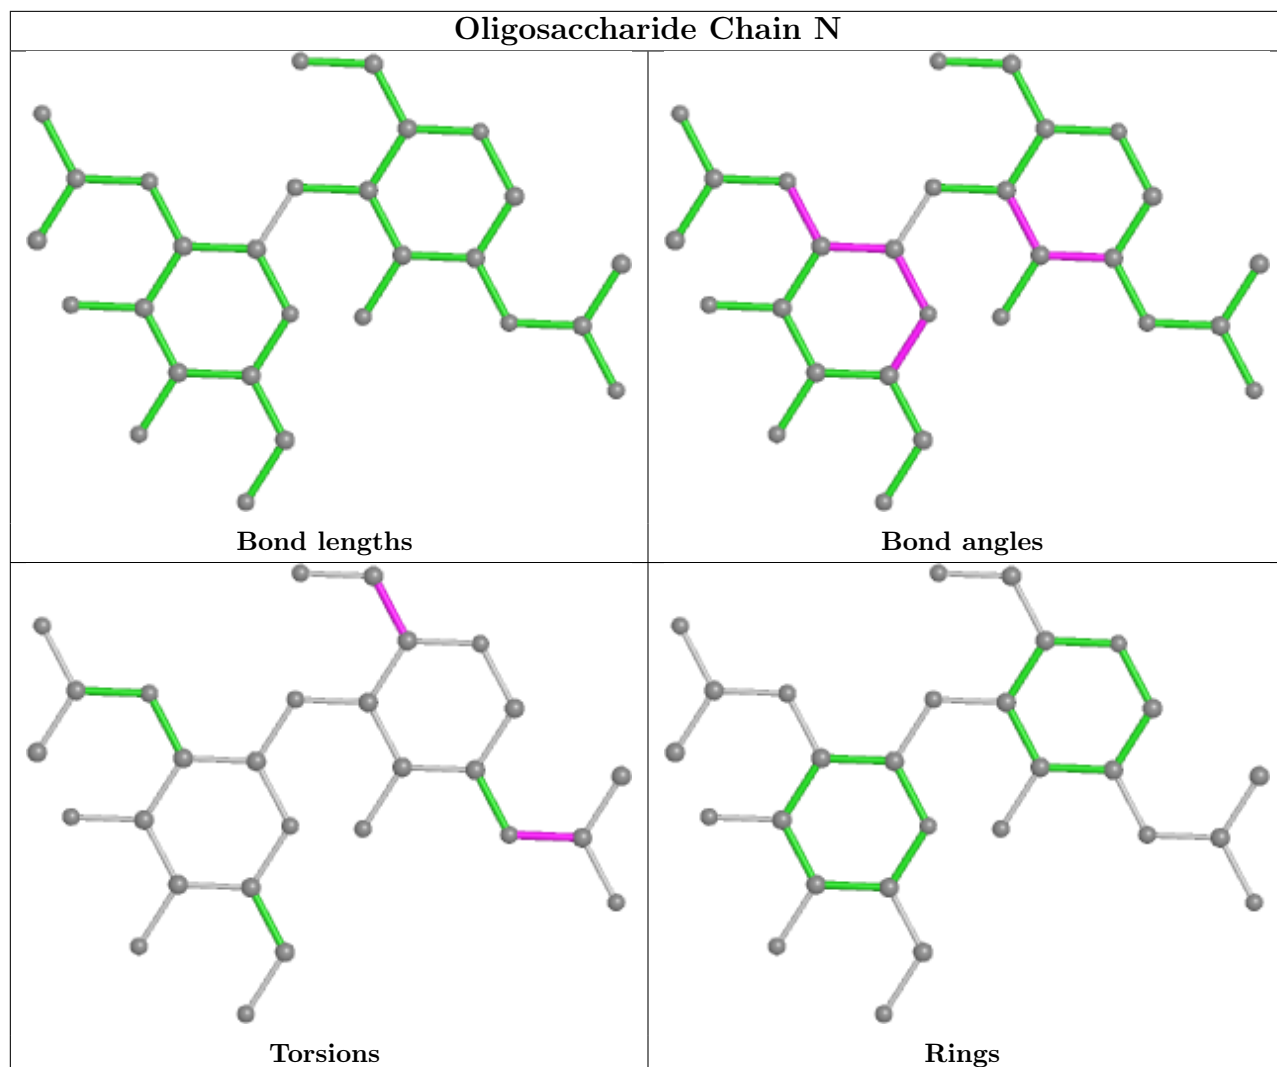 Oligosaccharide Chain N
Bond lengths
Bond angles
Torsions
Rings